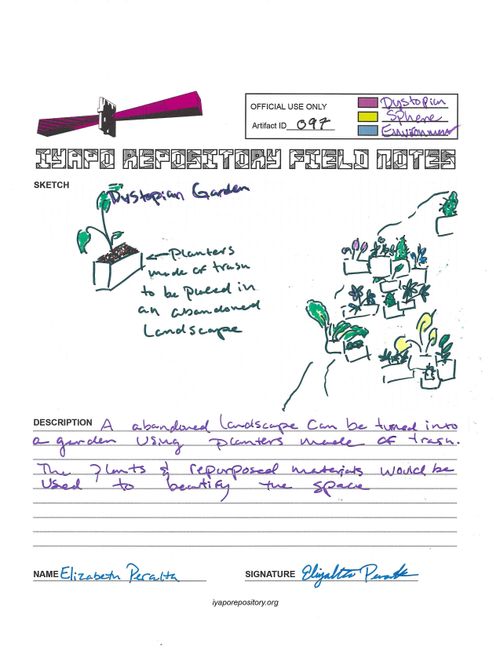 OFFICIAL USE ONLY
Artifact ID 097
Dystopian
Sphere
Environment
IYAPO REPOSITORY FIELD NOTES
SKETCH
Dystopian Garden
←Planters
made of trash
to be placed in
an abandoned
Landscape
DESCRIPTION A abandoned landscape can be turned into
a garden using planters made of trash.
The plants & repurposed materials would be
used to beautify the space
NAME Elizabeth Peralta
SIGNATURE Elizabeth Peralta
iyaporepository.org